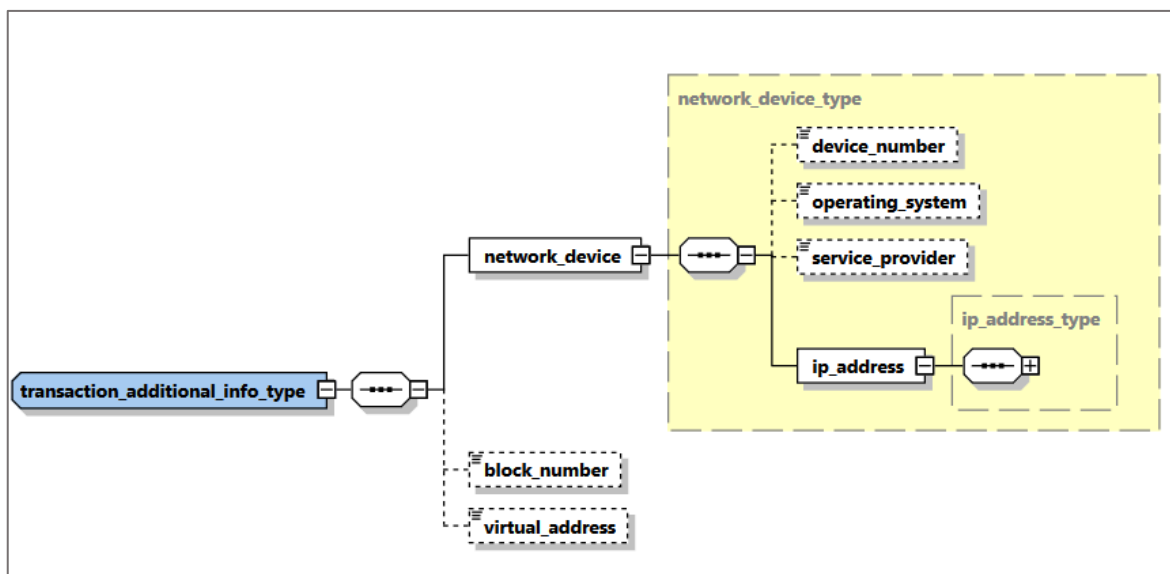 network_device_type
device_number
operating_system
network_device
service_provider
ip_address_type
ip_address
transaction_additional_info_type
block_number
virtual_address